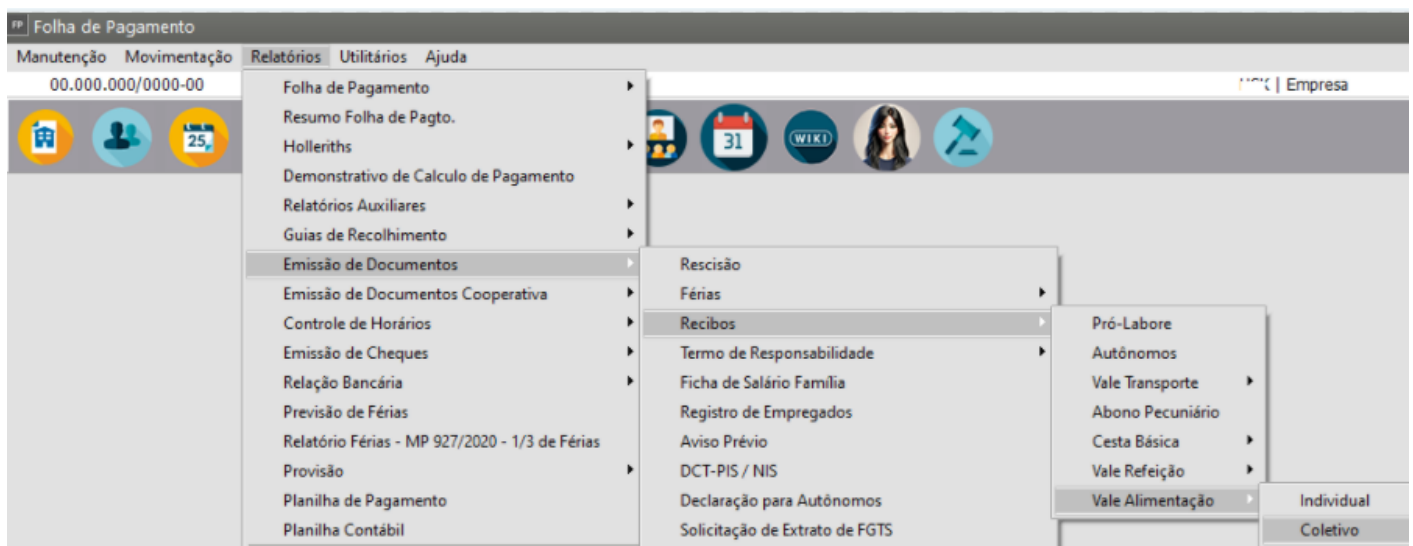 FP Folha de Pagamento
Manutenção Movimentação Relatórios Utilitários Ajuda
00.000.000/0000-00
| Empresa
25
31
WIKI
Folha de Pagamento
Resumo Folha de Pagto.
Holleriths
Demonstrativo de Calculo de Pagamento
Relatórios Auxiliares
Guias de Recolhimento
Emissão de Documentos
Emissão de Documentos Cooperativa
Controle de Horários
Emissão de Cheques
Relação Bancária
Previsão de Férias
Relatório Férias - MP 927/2020 - 1/3 de Férias
Provisão
Planilha de Pagamento
Planilha Contábil
Rescisão
Férias
Recibos
Termo de Responsabilidade
Ficha de Salário Família
Registro de Empregados
Aviso Prévio
DCT-PIS / NIS
Declaração para Autônomos
Solicitação de Extrato de FGTS
Pró-Labore
Autônomos
Vale Transporte
Abono Pecuniário
Cesta Básica
Vale Refeição
Vale Alimentação
Individual
Coletivo